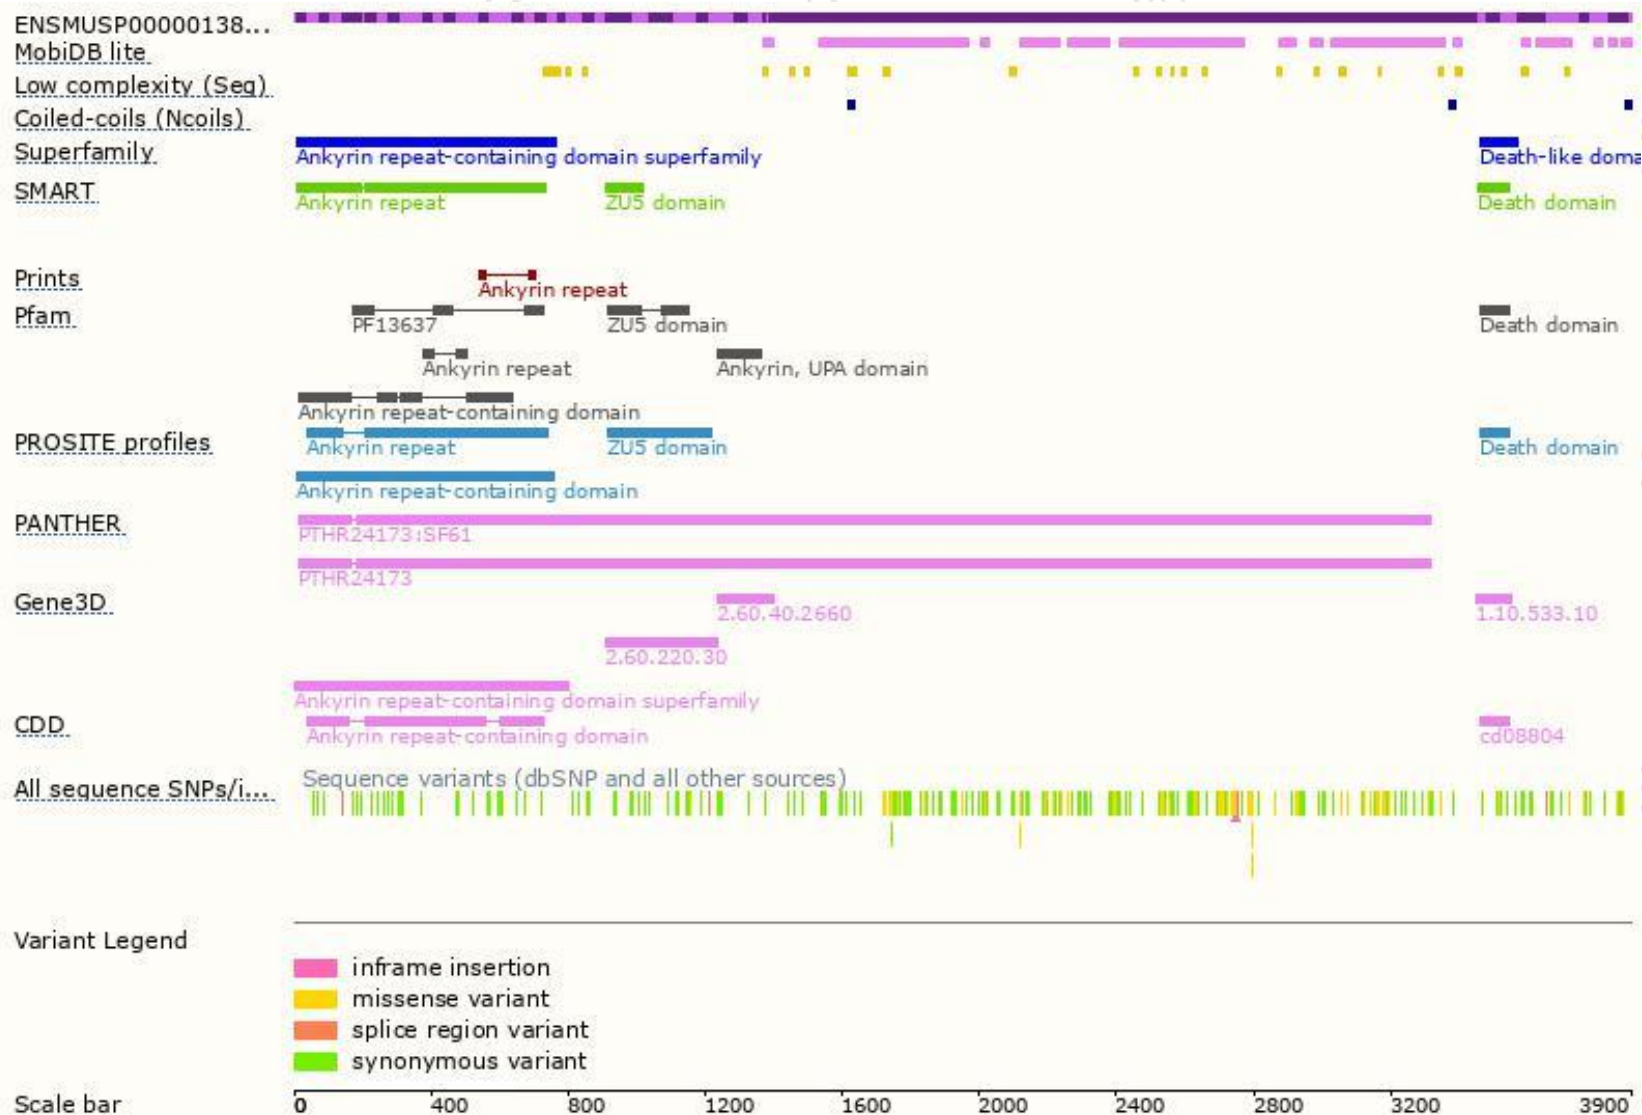 ENSMUSP00000138...
MobiDB lite
Low complexity (Seg)
Coiled-coils (Ncoils)
Superfamily
Ankyrin repeat-containing domain superfamily
Death-like doma
SMART
Ankyrin repeat
ZU5 domain
Death domain
Prints
Ankyrin repeat
Pfam
PF13637
ZU5 domain
Death domain
Ankyrin repeat
Ankyrin, UPA domain
Ankyrin repeat-containing domain
PROSITE profiles
Ankyrin repeat
ZU5 domain
Death domain
Ankyrin repeat-containing domain
PANTHER
PTHR24173:SF61
PTHR24173
Gene3D
2.60.40.2660
1.10.533.10
2.60.220.30
Ankyrin repeat-containing domain superfamily
CDD
Ankyrin repeat-containing domain
cd08804
All sequence SNPs/i...
Sequence variants (dbSNP and all other sources)
Variant Legend
inframe insertion
missense variant
splice region variant
synonymous variant
Scale bar
0 400 800 1200 1600 2000 2400 2800 3200 3900